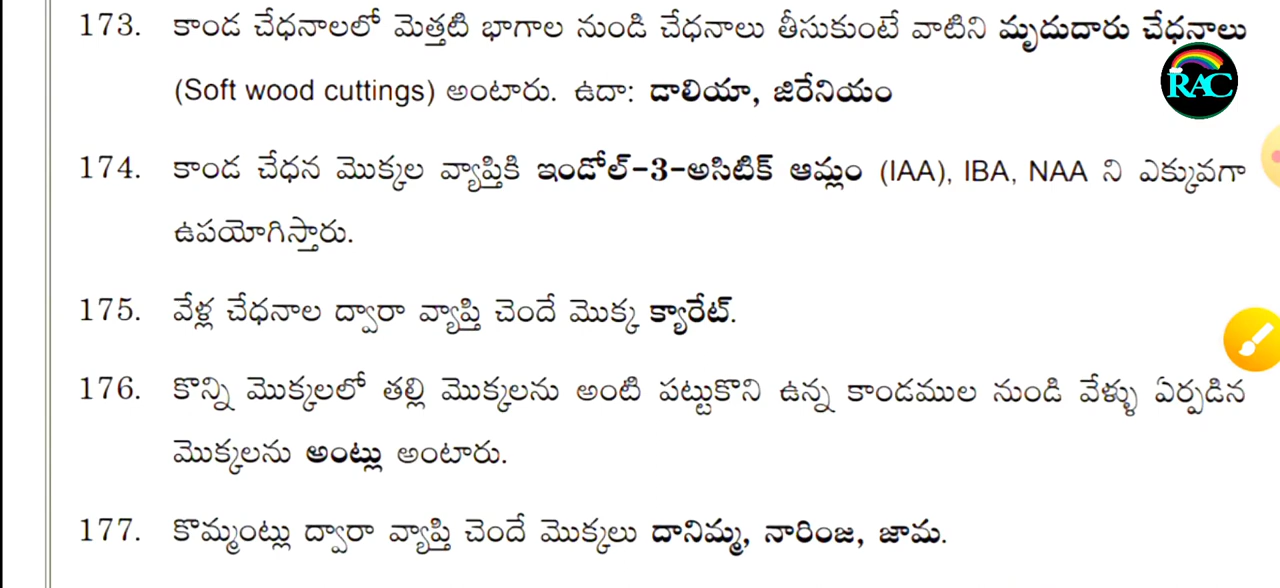 173. కాండ చేధనాలలో మెత్తటి భాగాల నుండి చేధనాలు తీసుకుంటే వాటిని మృదుదారు చేధనాలు
RAC
(Soft wood cuttings) అంటారు. ఉదా: డాలియా, జిరేనియం
174. కాండ చేధన మొక్కల వ్యాప్తికి ఇండోల్-3-అసిటిక్ ఆమ్లం (IAA), IBA, NAA ని ఎక్కువగా
ఉపయోగిస్తారు.
175. వేళ్ల చేధనాల ద్వారా వ్యాప్తి చెందే మొక్క క్యారేట్.
176. కొన్ని మొక్కలలో తల్లి మొక్కలను అంటి పట్టుకొని ఉన్న కాండముల నుండి వేళ్ళు ఏర్పడిన
మొక్కలను అంట్లు అంటారు.
177. కొమ్మంట్లు ద్వారా వ్యాప్తి చెందే మొక్కలు దానిమ్మ, నారింజ, జామ.